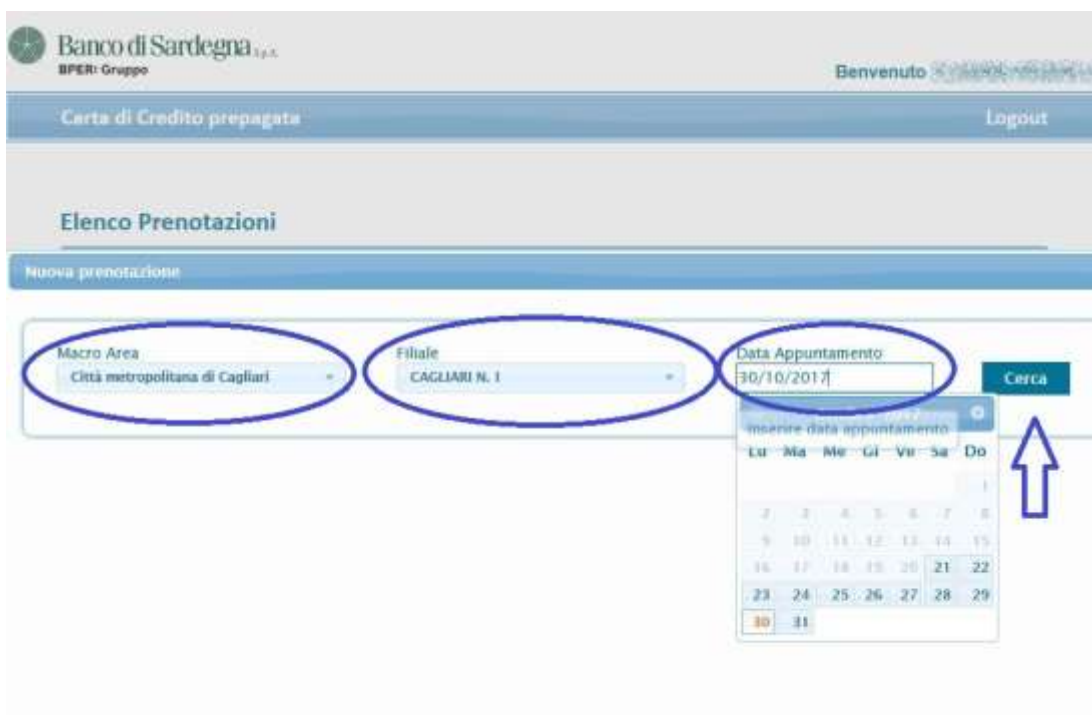 Banco di Sardegna S.p.A.
BPER: Gruppo
Benvenuto
Carta di Credito prepagata Logout
Elenco Prenotazioni
Nuova prenotazione
Macro Area Filiale Data Appuntamento
Città metropolitana di Cagliari CAGLIARI N. 1 30/10/2017 Cerca
inserire data appuntamento
Lu Ma Me Gi Ve Sa Do
1
2 3 4 5 6 7 8
9 10 11 12 13 14 15
16 17 18 19 20 21 22
23 24 25 26 27 28 29
30 31